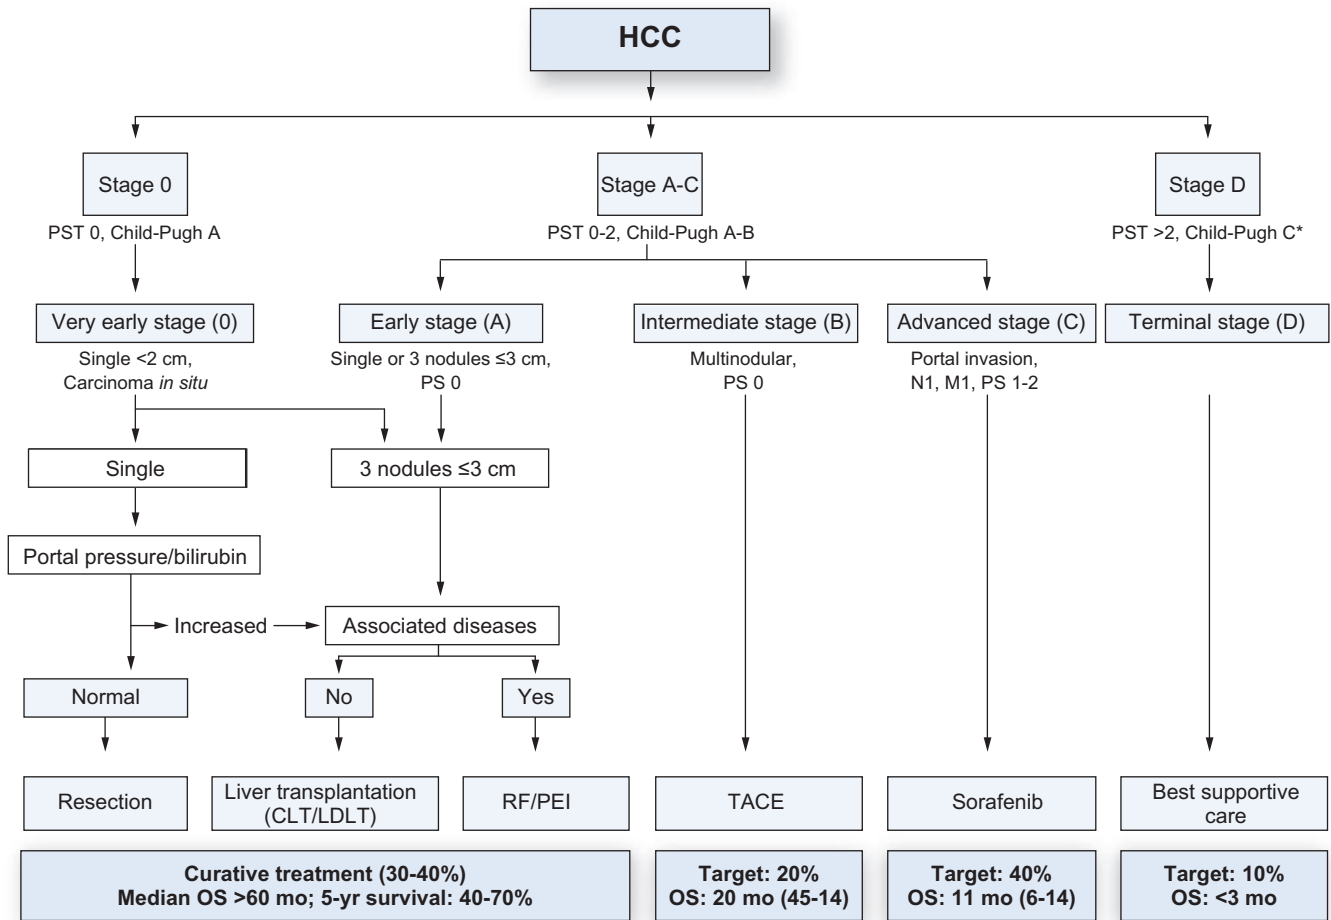 HCC
Stage 0
Stage A-C
Stage D
PST 0, Child-Pugh A
PST 0-2, Child-Pugh A-B
PST >2, Child-Pugh C*
Very early stage (0)
Early stage (A)
Intermediate stage (B)
Advanced stage (C)
Terminal stage (D)
Single <2 cm,
Carcinoma in situ
Single or 3 nodules ≤3 cm,
PS 0
Multinodular,
PS 0
Portal invasion,
N1, M1, PS 1-2
Single
3 nodules ≤3 cm
Portal pressure/bilirubin
Increased
Associated diseases
Normal
No
Yes
Resection
Liver transplantation
(CLT/LDLT)
RF/PEI
TACE
Sorafenib
Best supportive
care
Curative treatment (30-40%)
Median OS >60 mo; 5-yr survival: 40-70%
Target: 20%
OS: 20 mo (45-14)
Target: 40%
OS: 11 mo (6-14)
Target: 10%
OS: <3 mo